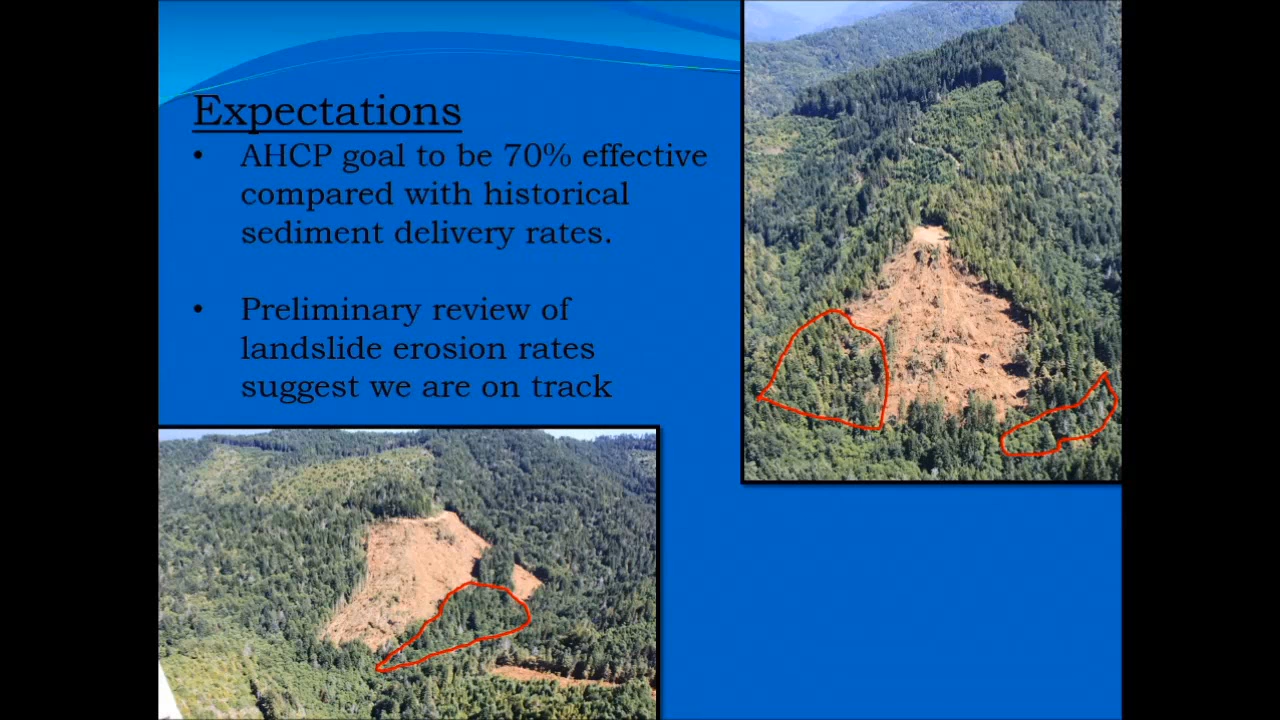 Expectations
• AHCP goal to be 70% effective
compared with historical
sediment delivery rates.
• Preliminary review of
landslide erosion rates
suggest we are on track